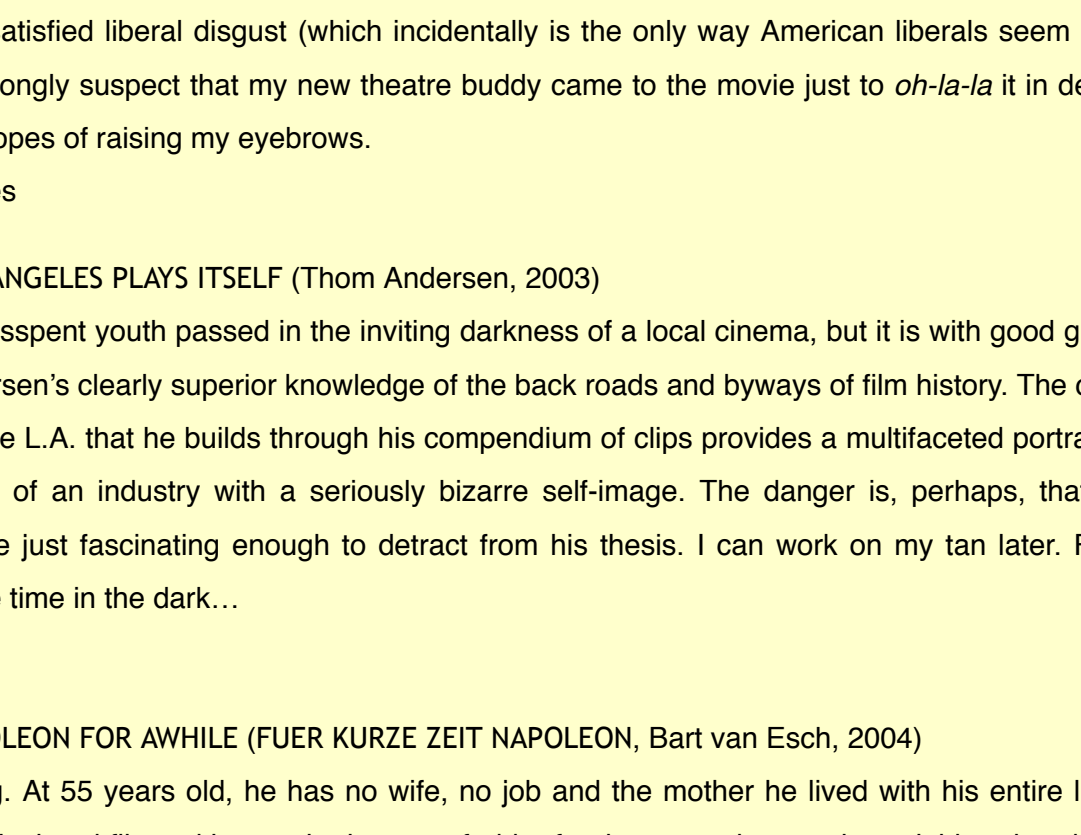 atisfied liberal disgust (which incidentally is the only way American liberals seem
ongly suspect that my new theatre buddy came to the movie just to oh-la-la it in de
opes of raising my eyebrows.
es
ANGELES PLAYS ITSELF (Thom Andersen, 2003)
sspent youth passed in the inviting darkness of a local cinema, but it is with good g
rsen’s clearly superior knowledge of the back roads and byways of film history. The
e L.A. that he builds through his compendium of clips provides a multifaceted portra
of an industry with a seriously bizarre self-image. The danger is, perhaps, tha
e just fascinating enough to detract from his thesis. I can work on my tan later.
time in the dark…
LEON FOR AWHILE (FUER KURZE ZEIT NAPOLEON, Bart van Esch, 2004)
. At 55 years old, he has no wife, no job and the mother he lived with his entire l